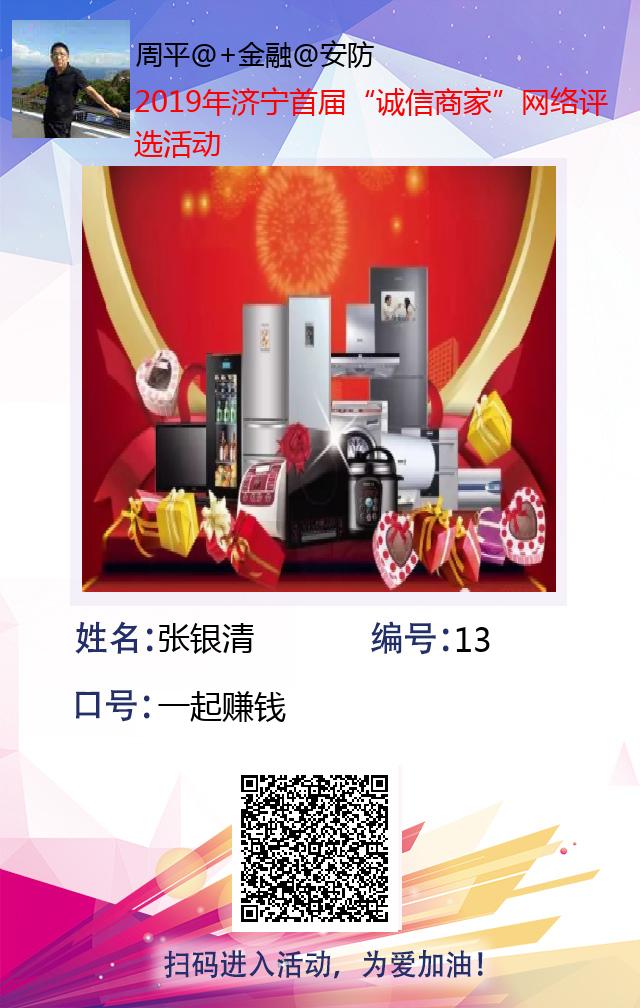 周平@+金融@安防
2019年济宁首届“诚信商家”网络评
选活动
姓名:张银清
编号:13
口号:一起赚钱
扫码进入活动，为爱加油!